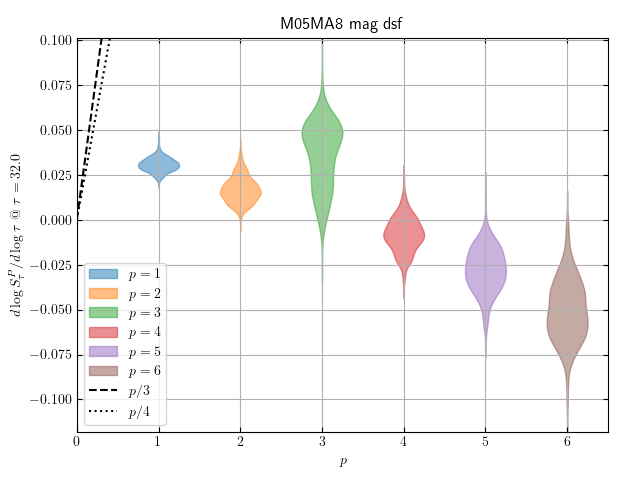 M05MA8 mag dsf
d log S_τ^P / d log τ @ τ = 32.0
0.100
0.075
0.050
0.025
0.000
−0.025
−0.050
−0.075
−0.100
p = 1
p = 2
p = 3
p = 4
p = 5
p = 6
p/3
p/4
0 1 2 3 4 5 6
p